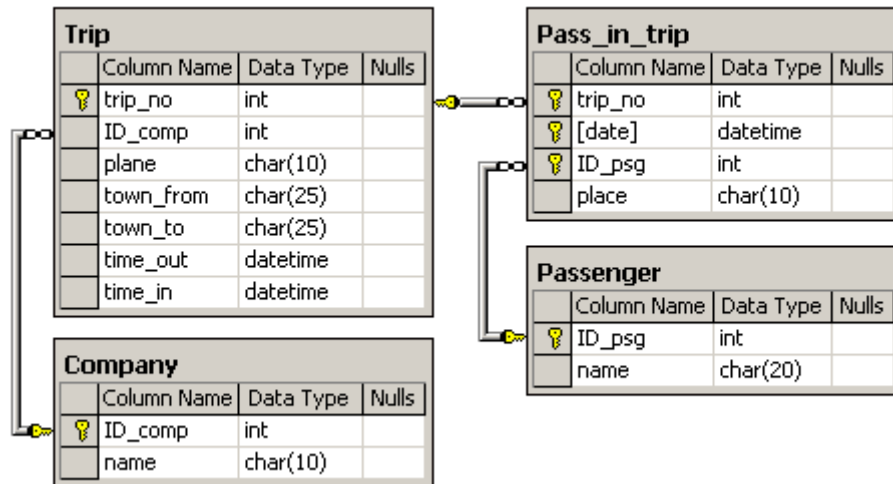 Trip
Column Name Data Type Nulls
trip_no int
ID_comp int
plane char(10)
town_from char(25)
town_to char(25)
time_out datetime
time_in datetime
Company
Column Name Data Type Nulls
ID_comp int
name char(10)
Pass_in_trip
Column Name Data Type Nulls
trip_no int
[date] datetime
ID_psg int
place char(10)
Passenger
Column Name Data Type Nulls
ID_psg int
name char(20)